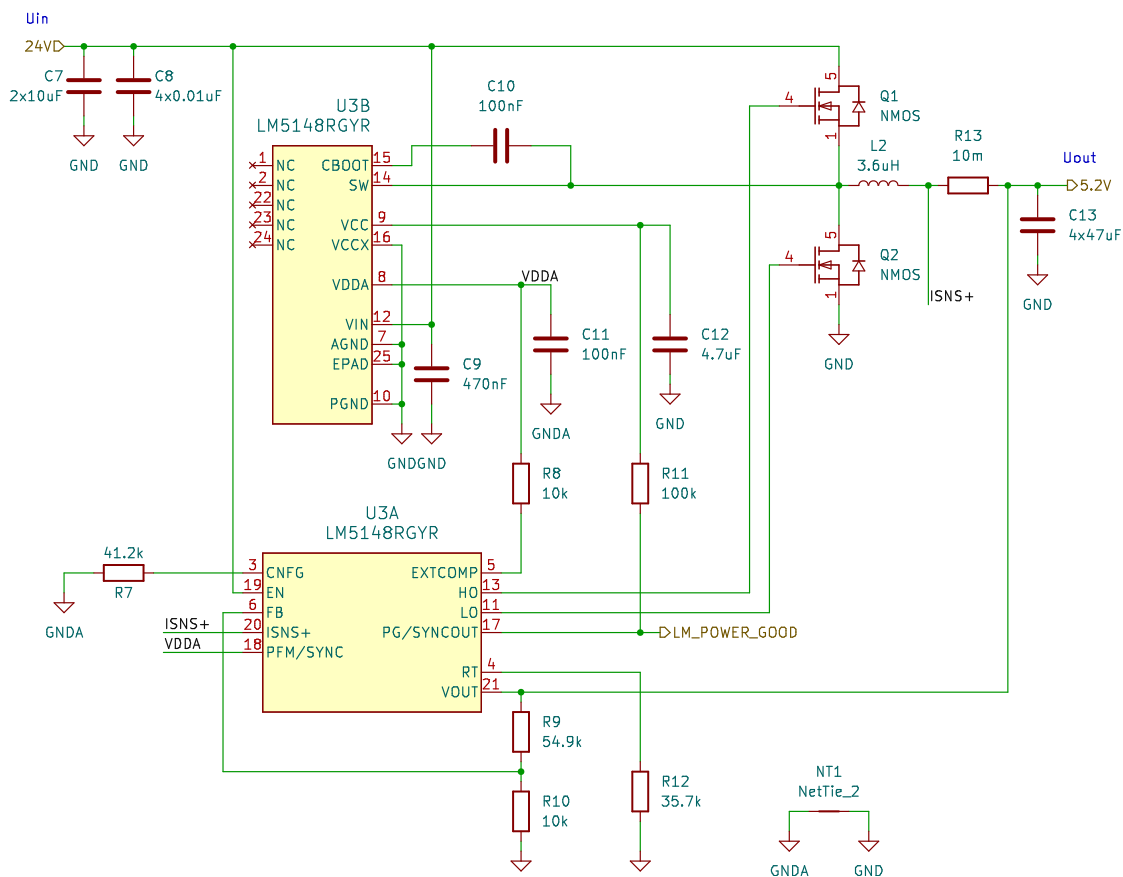 Uin
24V
C7
2x10uF
C8
4x0.01uF
GND
GND
C10
100nF
U3B
LM5148RGYR
1 NC
2 NC
22 NC
23 NC
24 NC
CBOOT 15
SW 14
VCC 9
VCCX 16
VDDA 8
VIN 12
AGND 7
EPAD 25
PGND 10
VDDA
C11
100nF
GNDA
C12
4.7uF
GND
C9
470nF
GND
GND
5
4
1
Q1
NMOS
L2
3.6uH
R13
10m
Uout
5.2V
C13
4x47uF
GND
5
4
1
Q2
NMOS
GND
ISNS+
R8
10k
R11
100k
U3A
LM5148RGYR
41.2k
R7
GNDA
ISNS+
VDDA
3 CNFG
19 EN
6 FB
20 ISNS+
18 PFM/SYNC
EXTCOMP 5
HO 13
LO 11
PG/SYNCOUT 17
RT 4
VOUT 21
LM_POWER_GOOD
R9
54.9k
R10
10k
R12
35.7k
NT1
NetTie_2
GNDA
GND